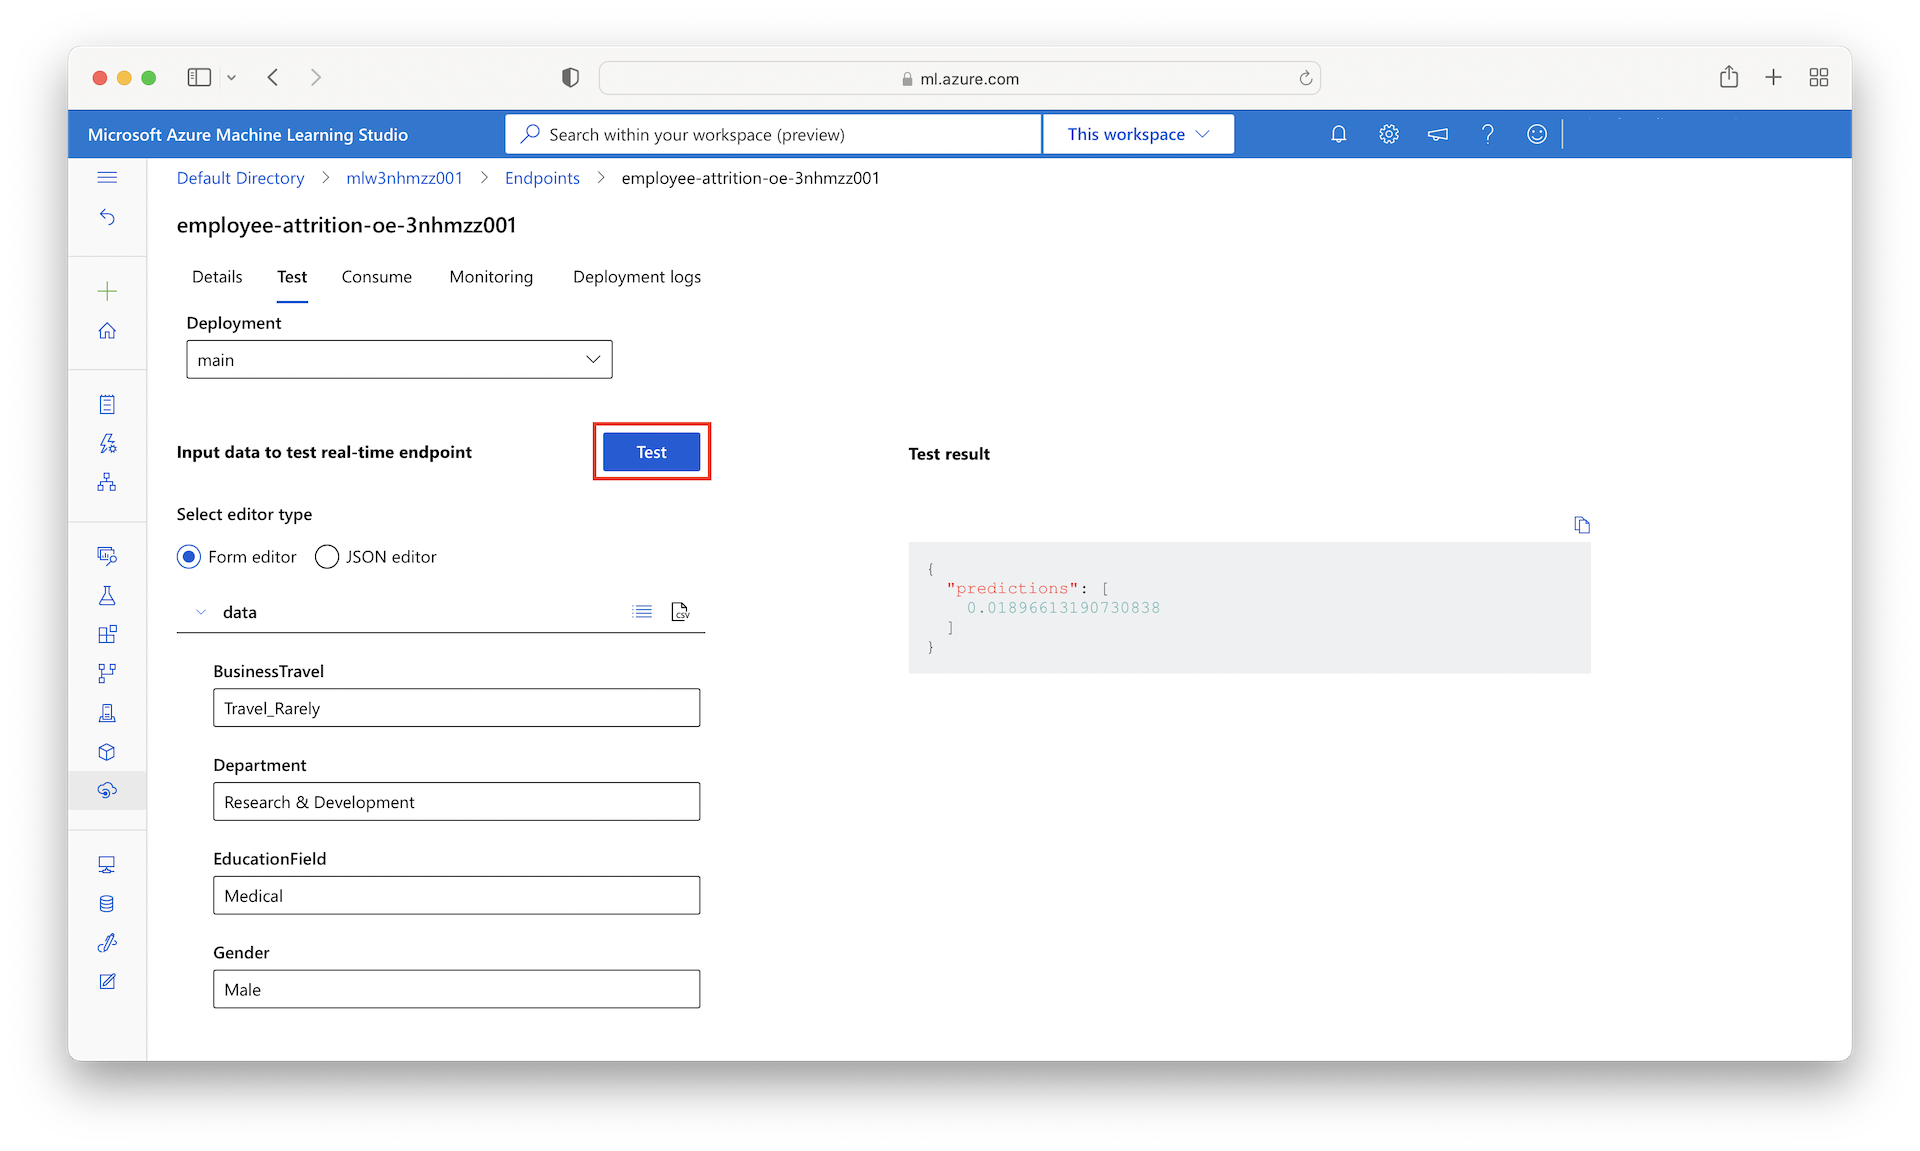 ml.azure.com
Microsoft Azure Machine Learning Studio
Search within your workspace (preview)
This workspace
Default Directory > mlw3nhmzz001 > Endpoints > employee-attrition-oe-3nhmzz001
employee-attrition-oe-3nhmzz001
Details Test Consume Monitoring Deployment logs
Deployment
main
Input data to test real-time endpoint
Test
Test result
Select editor type
Form editor JSON editor
{
"predictions": [
0.01896613190730838
]
}
data
CSV
BusinessTravel
Travel_Rarely
Department
Research & Development
EducationField
Medical
Gender
Male